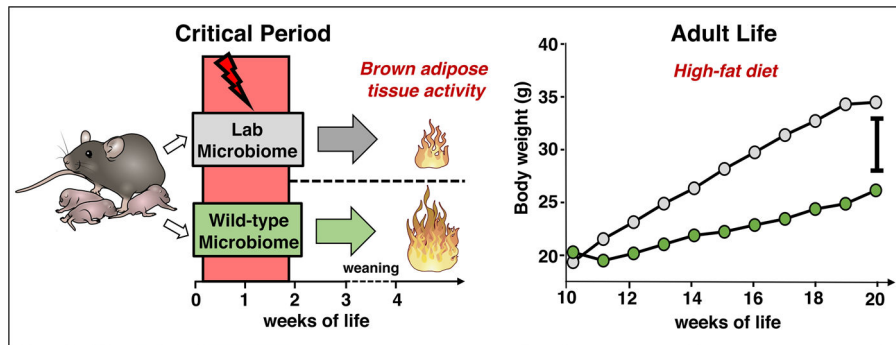 Critical Period
Brown adipose
tissue activity
Lab
Microbiome
Wild-type
Microbiome
weaning
0 1 2 3 4
weeks of life
Adult Life
High-fat diet
Body weight (g)
40
35
30
25
20
10 12 14 16 18 20
weeks of life